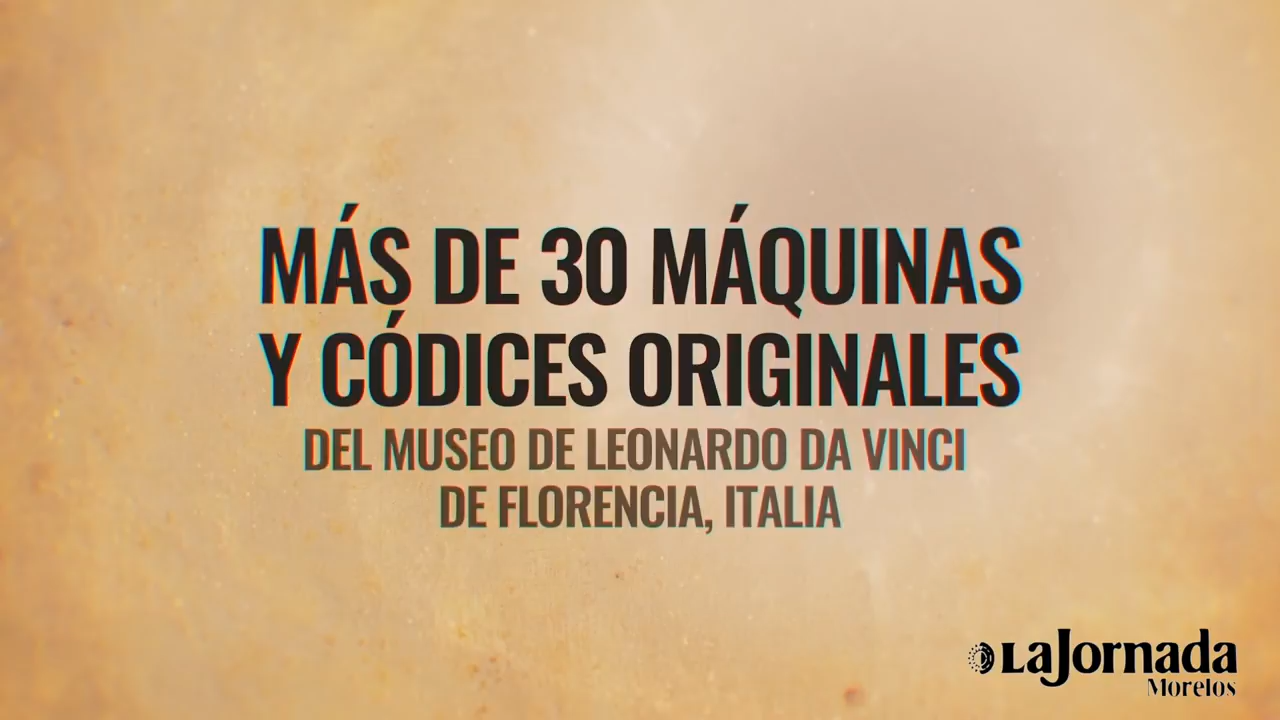 MÁS DE 30 MÁQUINAS
Y CÓDICES ORIGINALES
DEL MUSEO DE LEONARDO DA VINCI
DE FLORENCIA, ITALIA
LaJornada
Morelos